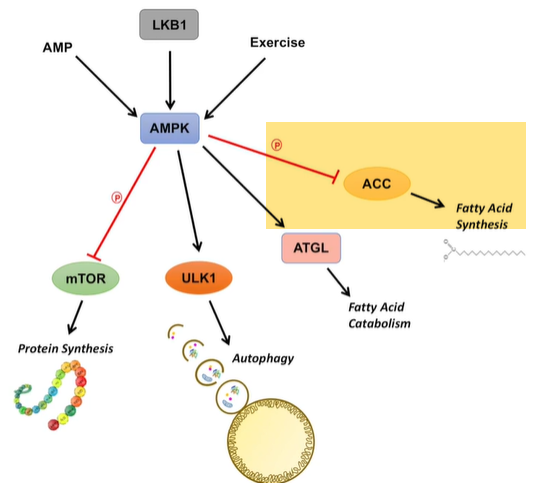 LKB1
AMP
Exercise
AMPK
P
ACC
P
Fatty Acid
Synthesis
ATGL
mTOR
ULK1
Fatty Acid
Catabolism
Protein Synthesis
Autophagy